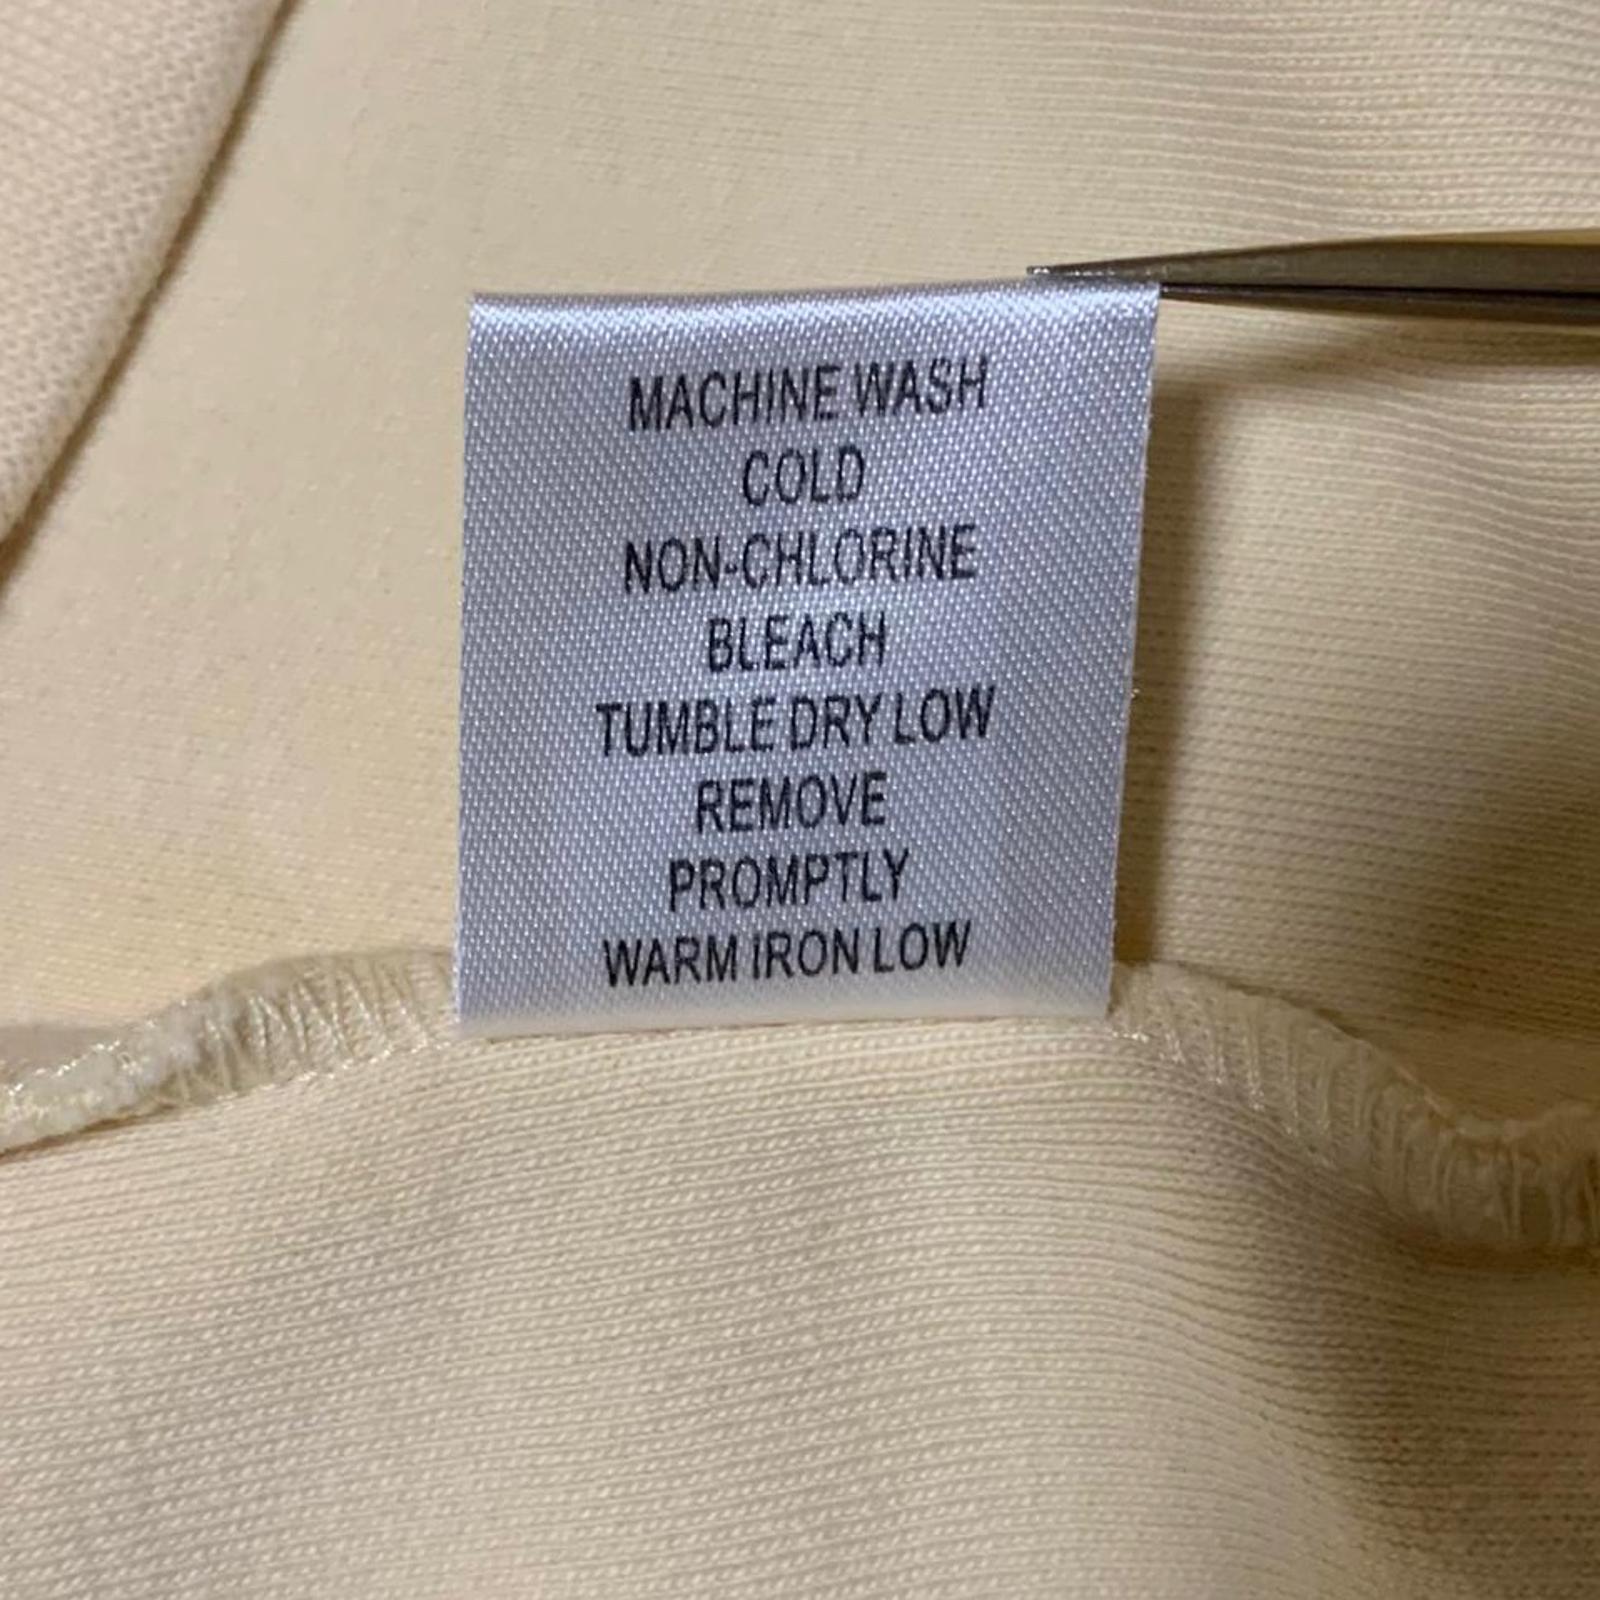 MACHINE WASH
COLD
NON-CHLORINE
BLEACH
TUMBLE DRY LOW
REMOVE
PROMPTLY
WARM IRON LOW